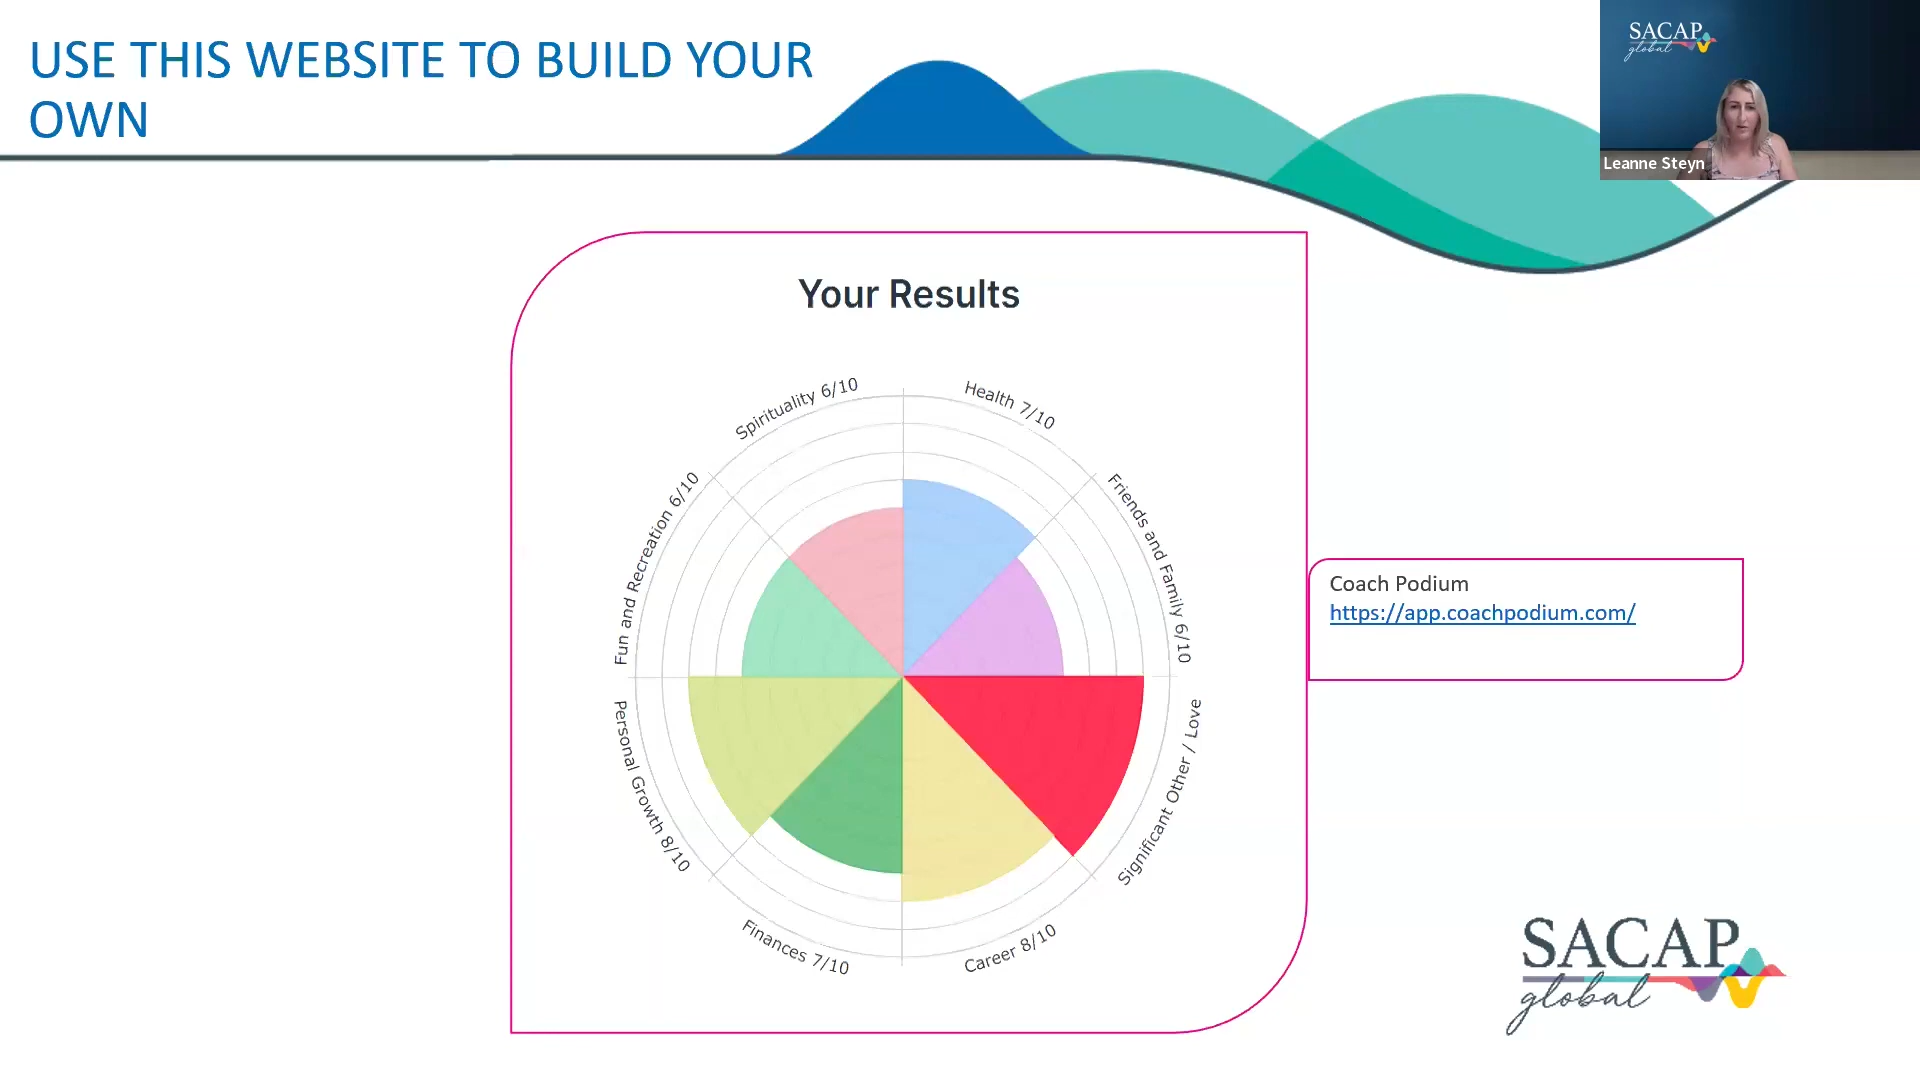 USE THIS WEBSITE TO BUILD YOUR
OWN
SACAP
global
Leanne Steyn
Your Results
Spirituality 6/10
Health 7/10
Fun and Recreation 6/10
Friends and Family 6/10
Coach Podium
https://app.coachpodium.com/
Personal Growth 8/10
Significant Other / Love
Finances 7/10
Career 8/10
SACAP
global